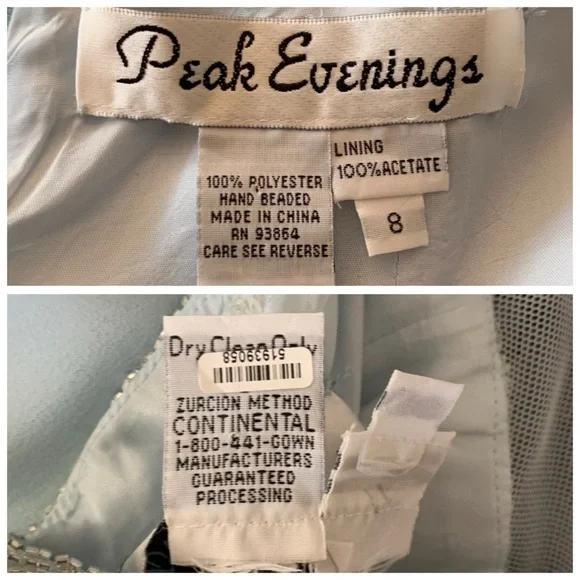 Peak Evenings
100% POLYESTER
HAND BEADED
MADE IN CHINA
RN 93864
CARE SEE REVERSE
LINING
100% ACETATE
8
Dry Clean Only
51939058
ZURCION METHOD
CONTINENTAL
1-800-441-GOWN
MANUFACTURERS
GUARANTEED
PROCESSING